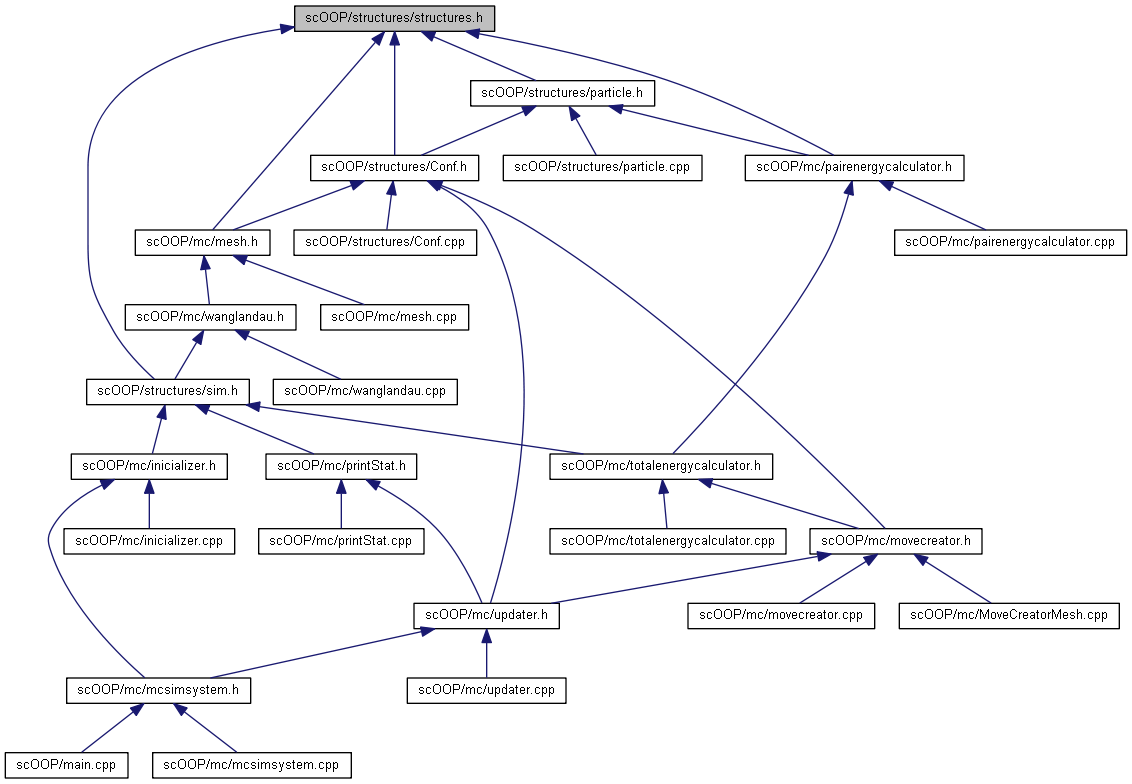 scOOP/structures/structures.h
scOOP/structures/particle.h
scOOP/structures/Conf.h
scOOP/structures/particle.cpp
scOOP/mc/pairenergycalculator.h
scOOP/mc/mesh.h
scOOP/structures/Conf.cpp
scOOP/mc/pairenergycalculator.cpp
scOOP/mc/wanglandau.h
scOOP/mc/mesh.cpp
scOOP/structures/sim.h
scOOP/mc/wanglandau.cpp
scOOP/mc/inicializer.h
scOOP/mc/printStat.h
scOOP/mc/totalenergycalculator.h
scOOP/mc/inicializer.cpp
scOOP/mc/printStat.cpp
scOOP/mc/totalenergycalculator.cpp
scOOP/mc/movecreator.h
scOOP/mc/updater.h
scOOP/mc/movecreator.cpp
scOOP/mc/MoveCreatorMesh.cpp
scOOP/mc/mcsimsystem.h
scOOP/mc/updater.cpp
scOOP/main.cpp
scOOP/mc/mcsimsystem.cpp